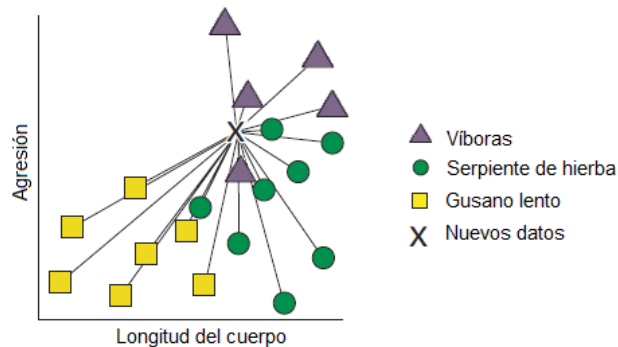 Agresión
X
Longitud del cuerpo
Víboras
Serpiente de hierba
Gusano lento
X Nuevos datos